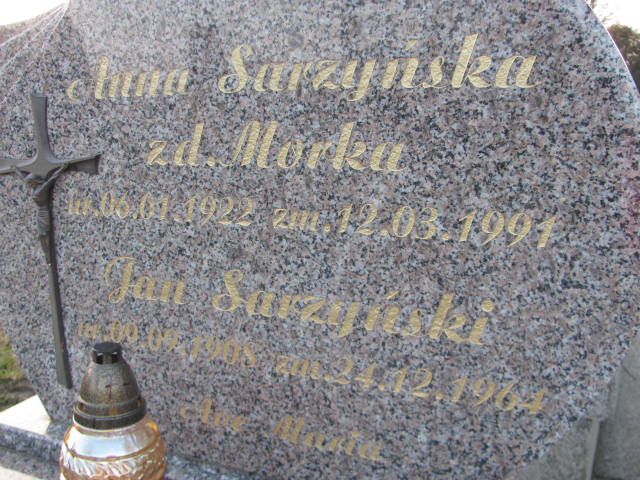 Anna Sarzyńska
zd. Morka
ur. 06.01.1922 zm. 12.03.1991
Jan Sarzyński
ur. 09.09.1908 zm. 24.12.1964
Ave Maria